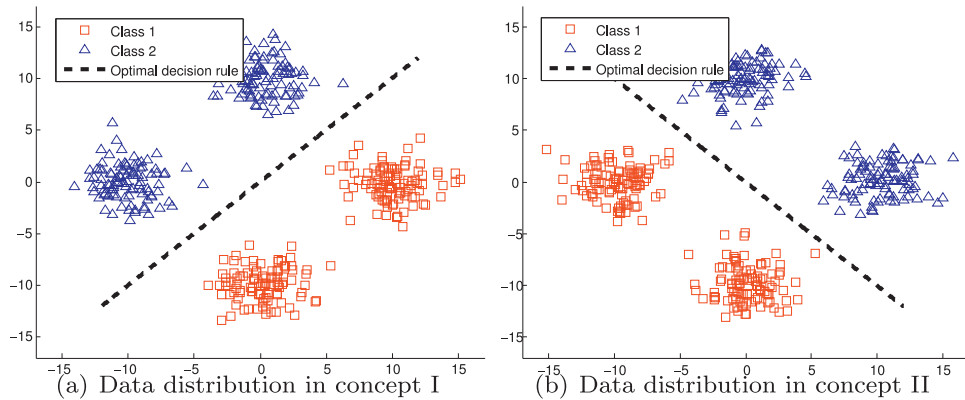 Class 1
Class 2
Optimal decision rule
15
10
5
0
−5
−10
−15
−15 −10 −5 0 5 10 15
(a) Data distribution in concept I
Class 1
Class 2
Optimal decision rule
15
10
5
0
−5
−10
−15
−15 −10 −5 0 5 10 15
(b) Data distribution in concept II